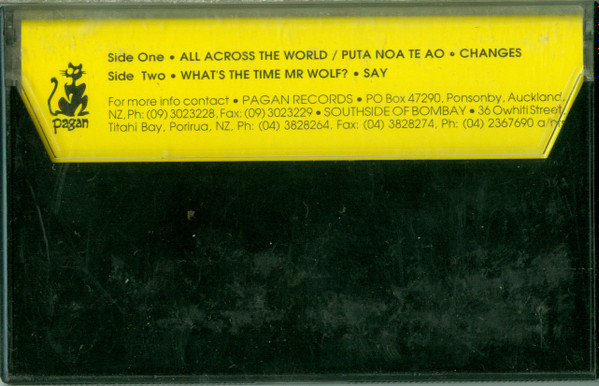 Side One • ALL ACROSS THE WORLD / PUTA NOA TE AO • CHANGES
Side Two • WHAT'S THE TIME MR WOLF? • SAY
For more info contact • PAGAN RECORDS • PO Box 47290, Ponsonby, Auckland,
NZ, Ph: (09) 3023228, Fax: (09) 3023229 • SOUTHSIDE OF BOMBAY • 36 Owhiti Street,
Titahi Bay, Porirua, NZ, Ph: (04) 3828264, Fax: (04) 3828274, Ph: (04) 2367690 a/hrs
pagan